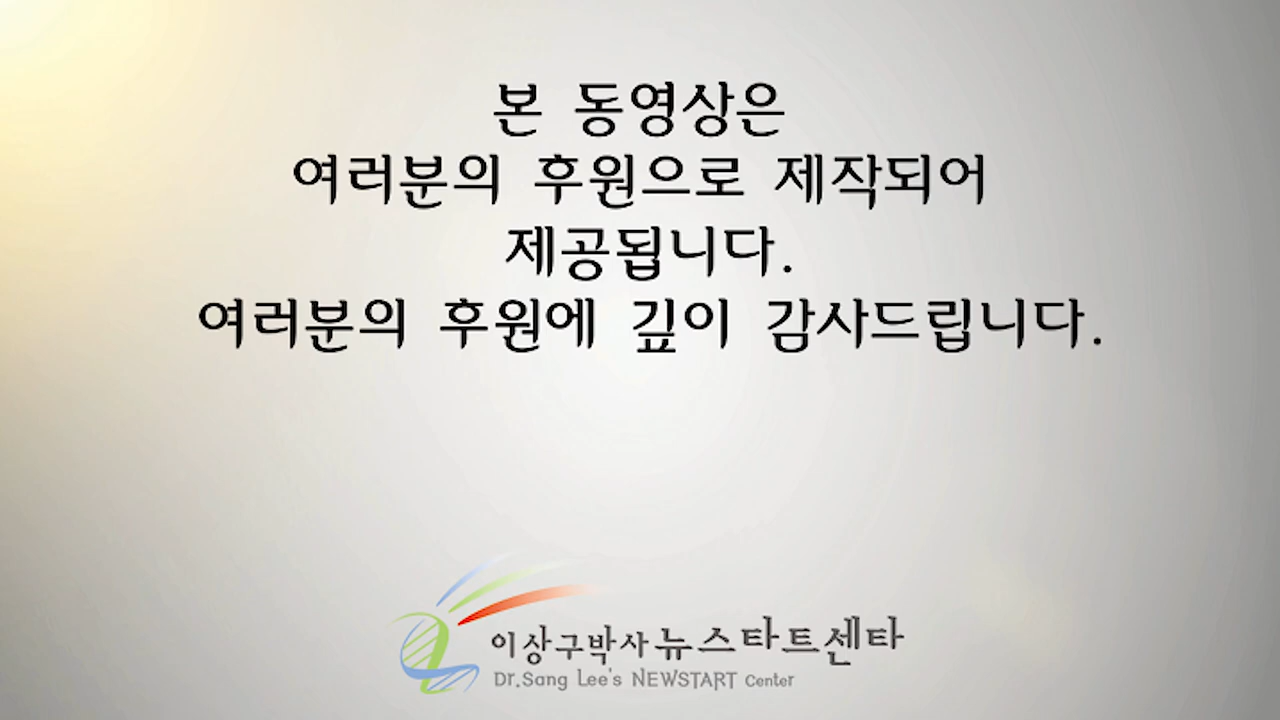 본 동영상은
여러분의 후원으로 제작되어
제공됩니다.
여러분의 후원에 깊이 감사드립니다.
이상구박사 뉴스타트센타
Dr.Sang Lee's NEWSTART Center